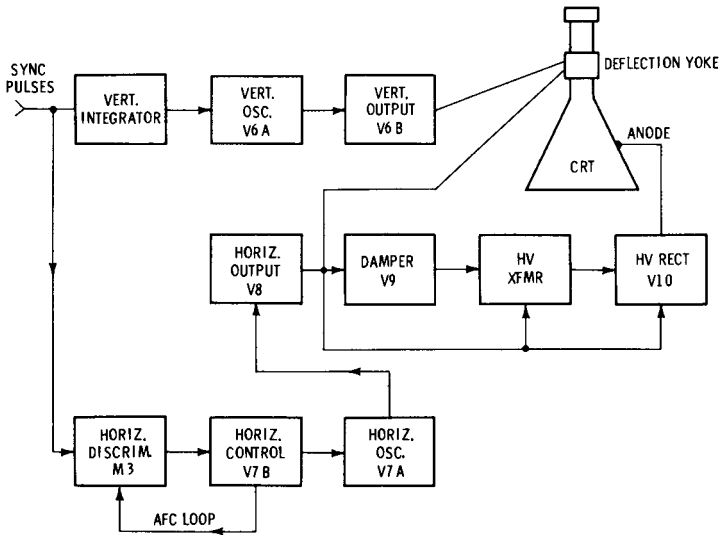 SYNC
PULSES
VERT.
INTEGRATOR
VERT.
OSC.
V6 A
VERT.
OUTPUT
V6 B
DEFLECTION YOKE
ANODE
CRT
HORIZ.
OUTPUT
V8
DAMPER
V9
HV
XFMR
HV RECT
V10
HORIZ.
DISCRIM.
M3
HORIZ.
CONTROL
V7 B
HORIZ.
OSC.
V7 A
AFC LOOP